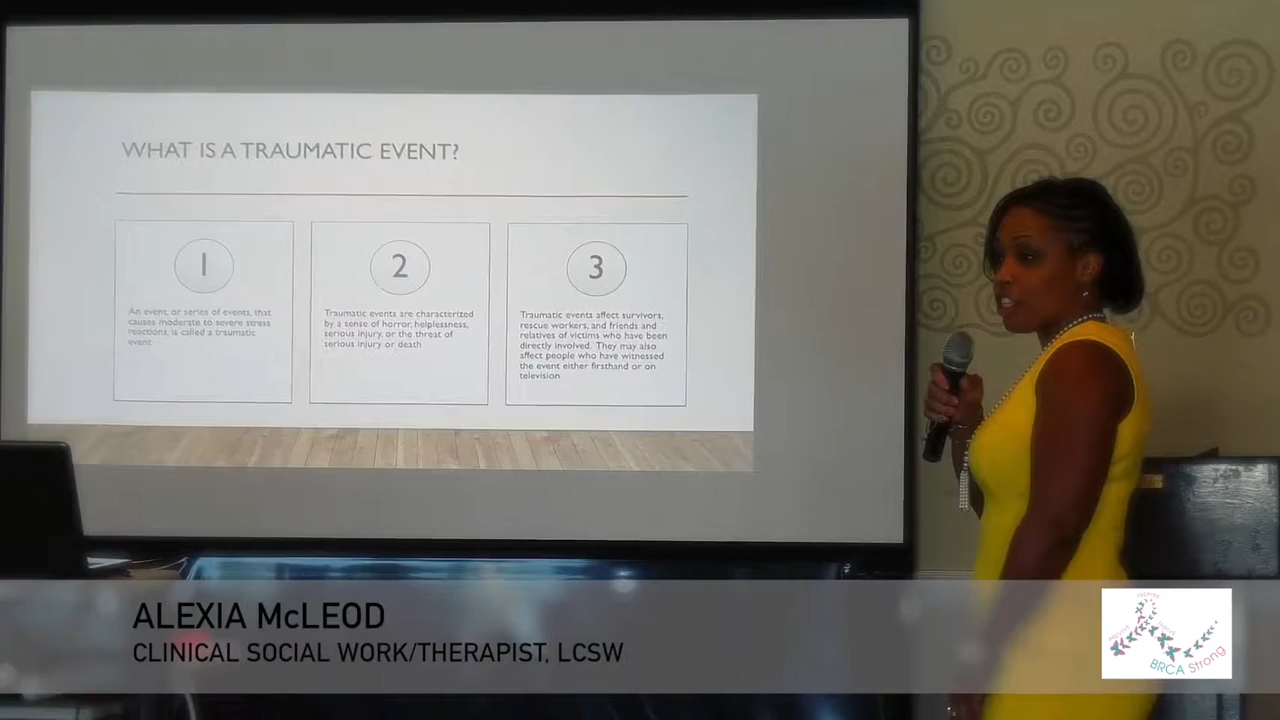 WHAT IS A TRAUMATIC EVENT?
1
An event, or series of events, that
causes moderate to severe stress
reactions, is called a traumatic
event
2
Traumatic events are characterized
by a sense of horror, helplessness,
serious injury, or the threat of
serious injury or death
3
Traumatic events affect survivors,
rescue workers, and friends and
relatives of victims who have been
directly involved. They may also
affect people who have witnessed
the event either firsthand or on
television
ALEXIA McLEOD
CLINICAL SOCIAL WORK/THERAPIST, LCSW
INSPIRE
BRCA Strong